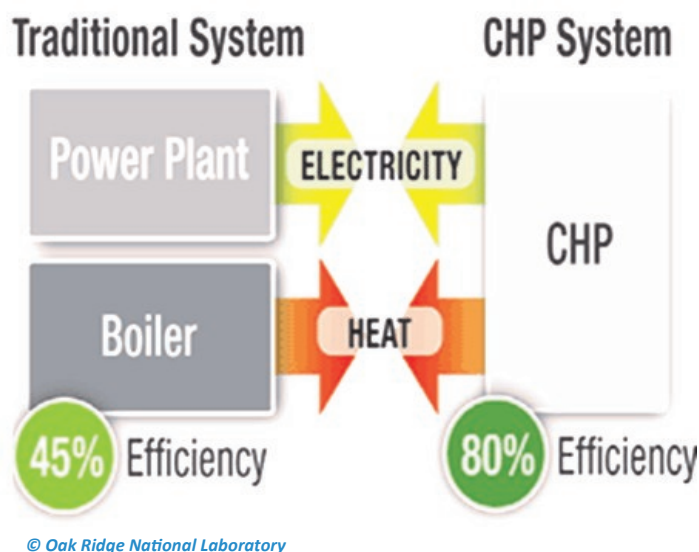 Traditional System
CHP System
Power Plant
ELECTRICITY
CHP
Boiler
HEAT
45% Efficiency
80% Efficiency
© Oak Ridge National Laboratory